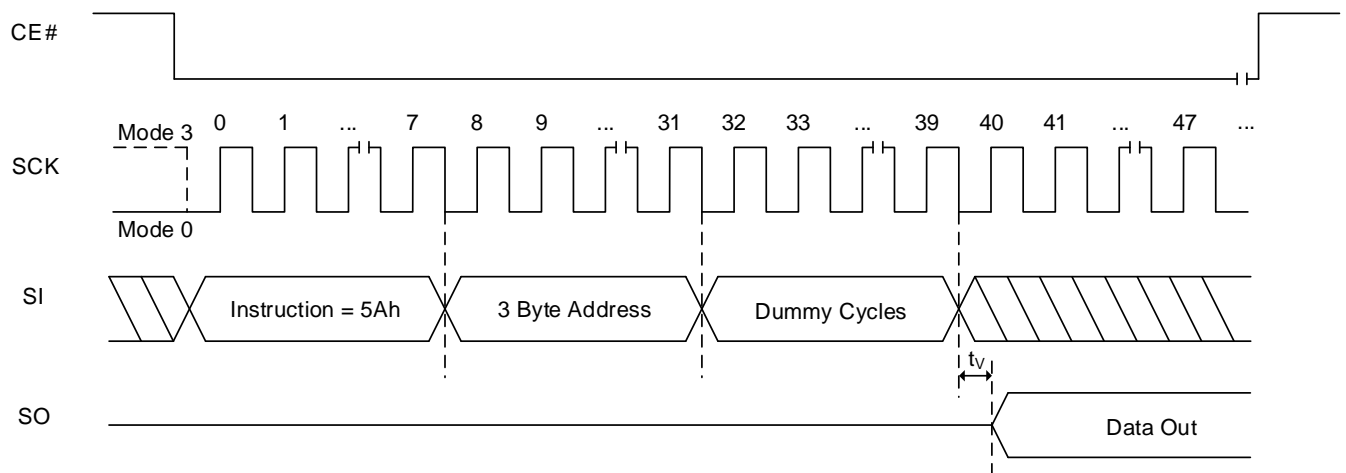 CE#
Mode 3 0 1 ... 7 8 9 ... 31 32 33 ... 39 40 41 ... 47 ...
SCK
Mode 0
SI Instruction = 5Ah 3 Byte Address Dummy Cycles
tV
SO Data Out